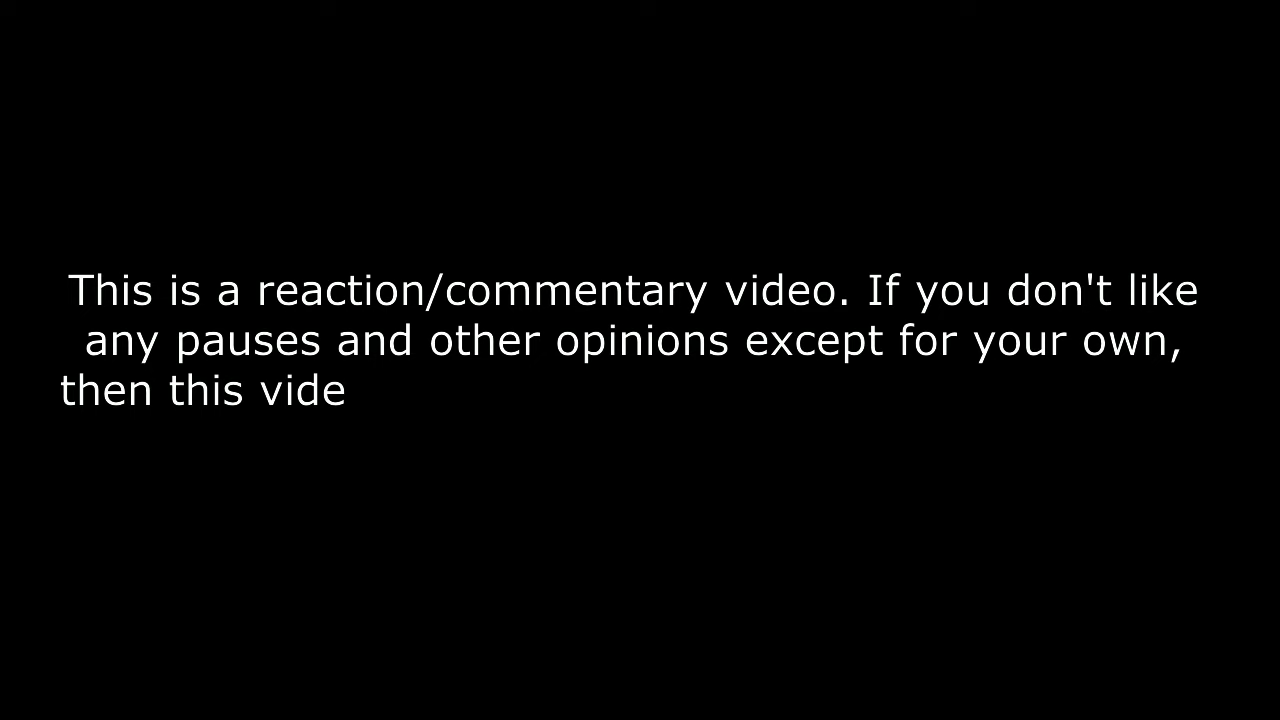 This is a reaction/commentary video. If you don't like
any pauses and other opinions except for your own,
then this vide